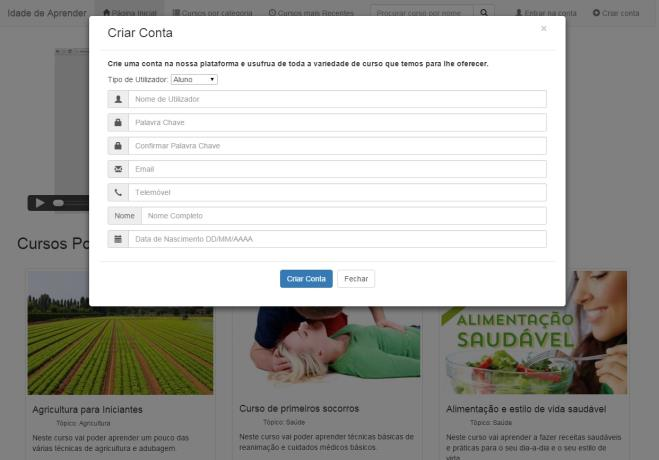 Idade de Aprender
Página Inicial
Cursos por categoria
Cursos mais Recentes
Procurar curso por nome
Entrar na conta
Criar conta
Criar Conta
×
Crie uma conta na nossa plataforma e usufrua de toda a variedade de curso que temos para lhe oferecer.
Tipo de Utilizador: Aluno
Nome de Utilizador
Palavra Chave
Confirmar Palavra Chave
Email
Telemóvel
Nome Nome Completo
Data de Nascimento DD/MM/AAAA
Criar Conta Fechar
Cursos Po
ALIMENTAÇÃO
SAUDÁVEL
Agricultura para Iniciantes
Tópico: Agricultura
Neste curso vai poder aprender um pouco das
várias técnicas de agricultura e adubagem.
Curso de primeiros socorros
Tópico: Saúde
Neste curso vai poder aprender técnicas básicas de
reanimação e cuidados médicos básicos.
Alimentação e estilo de vida saudável
Tópico: Saúde
Neste curso vai aprender a fazer receitas saudáveis
e práticas para o seu dia-a-dia e o seu estilo de
vida